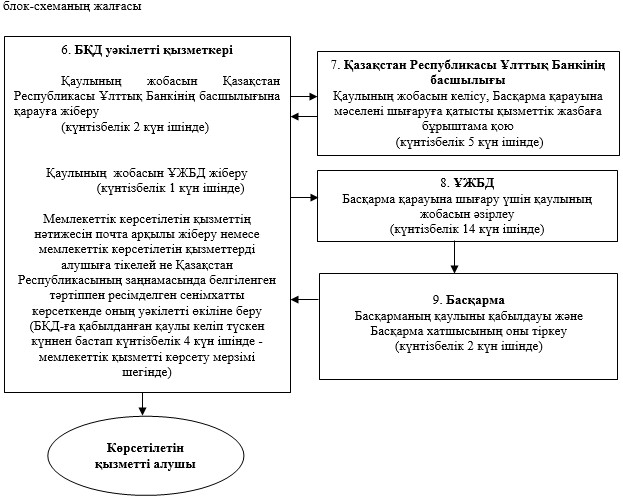 блок-схеманың жалғасы
6. БҚД уәкілетті қызметкері
Қаулының жобасын Қазақстан
Республикасы Ұлттық Банкінің басшылығына
қарауға жіберу
(күнтізбелік 2 күн ішінде)
Қаулының жобасын ҰЖБД жіберу
(күнтізбелік 1 күн ішінде)
Мемлекеттік көрсетілетін қызметтің
нәтижесін почта арқылы жіберу немесе
мемлекеттік көрсетілетін қызметтерді
алушыға тікелей не Қазақстан
Республикасының заңнамасында белгіленген
тәртіппен ресімделген сенімхатты
көрсеткенде оның уәкілетті өкіліне беру
(БҚД-ға қабылданған қаулы келіп түскен
күннен бастап күнтізбелік 4 күн ішінде -
мемлекеттік қызметті көрсету мерзімі
шегінде)
7. Қазақстан Республикасы Ұлттық Банкінің
басшылығы
Қаулының жобасын келісу, Басқарма қарауына
мәселені шығаруға қатысты қызметтік жазбаға
бұрыштама қою
(күнтізбелік 5 күн ішінде)
8. ҰЖБД
Басқарма қарауына шығару үшін қаулының
жобасын әзірлеу
(күнтізбелік 14 күн ішінде)
9. Басқарма
Басқарманың қаулыны қабылдауы және
Басқарма хатшысының оны тіркеу
(күнтізбелік 2 күн ішінде)
Көрсетілетін
қызметті алушы